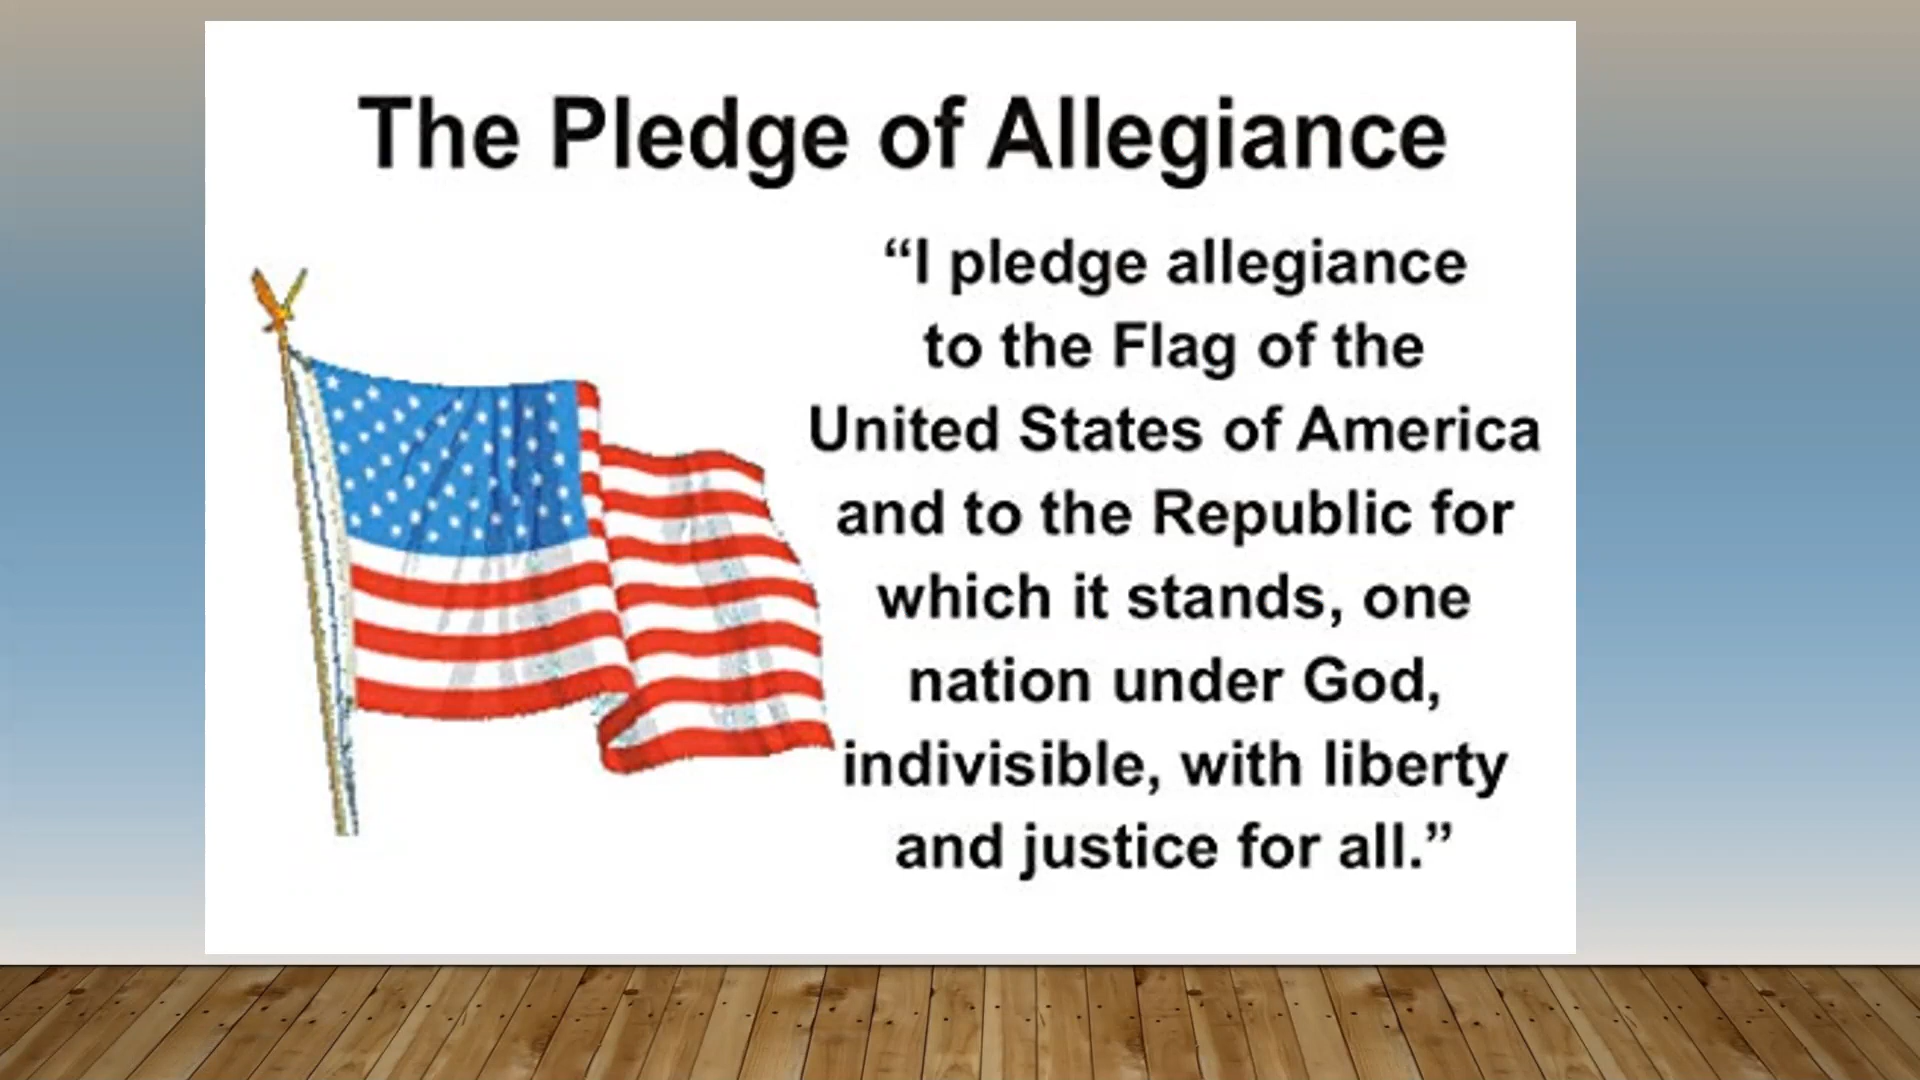 The Pledge of Allegiance
“I pledge allegiance
to the Flag of the
United States of America
and to the Republic for
which it stands, one
nation under God,
indivisible, with liberty
and justice for all.”